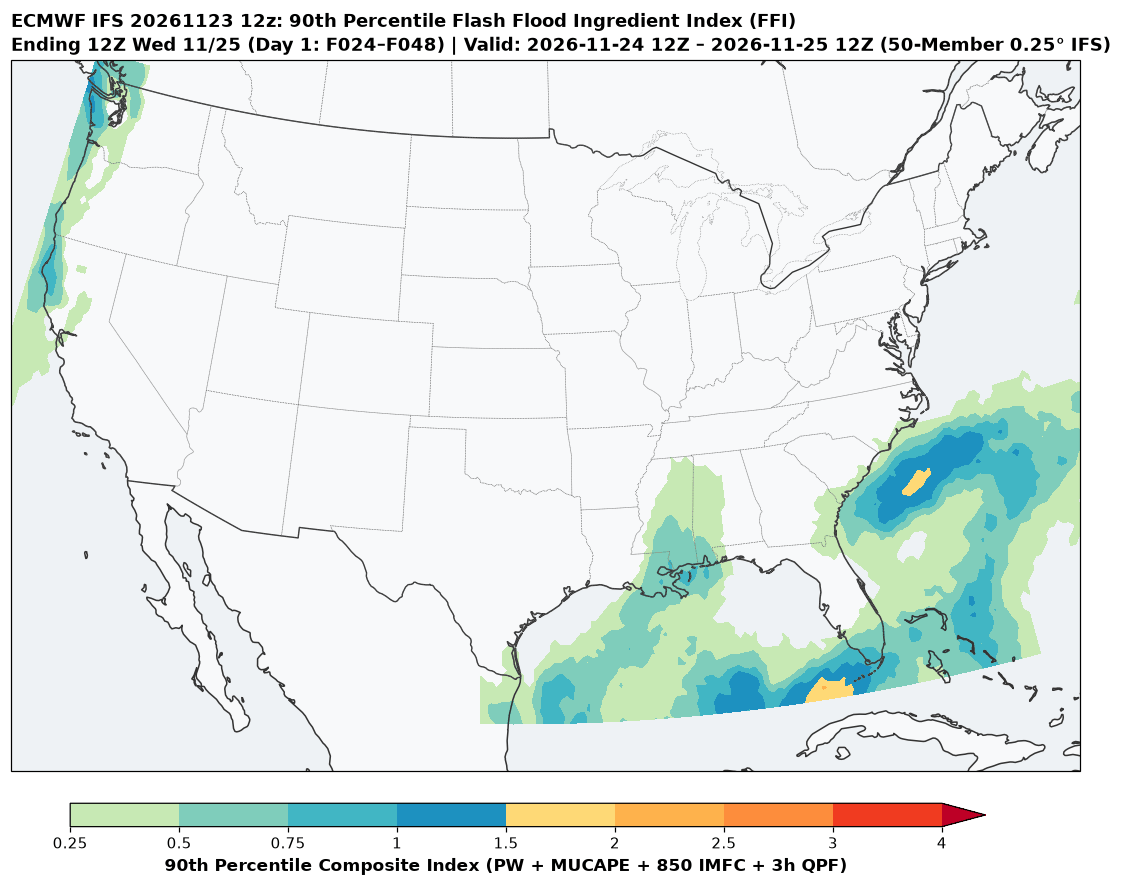 ECMWF IFS 20261123 12z: 90th Percentile Flash Flood Ingredient Index (FFI)
Ending 12Z Wed 11/25 (Day 1: F024–F048) | Valid: 2026-11-24 12Z – 2026-11-25 12Z (50-Member 0.25° IFS)
0.25 0.5 0.75 1 1.5 2 2.5 3 4
90th Percentile Composite Index (PW + MUCAPE + 850 IMFC + 3h QPF)